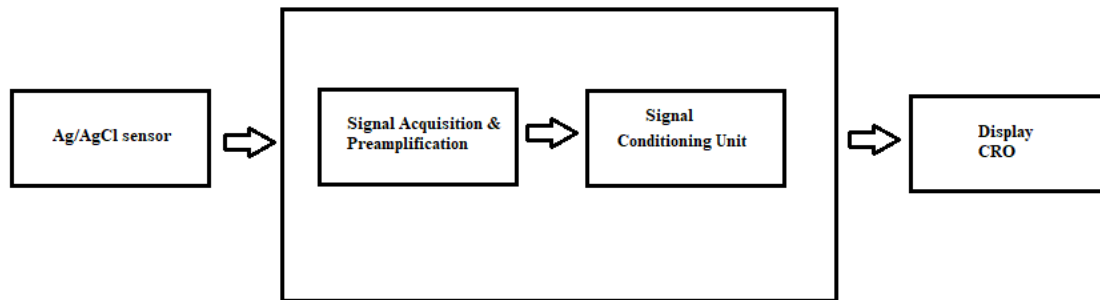 Ag/AgCl sensor
Signal Acquisition &
Preamplification
Signal
Conditioning Unit
Display
CRO